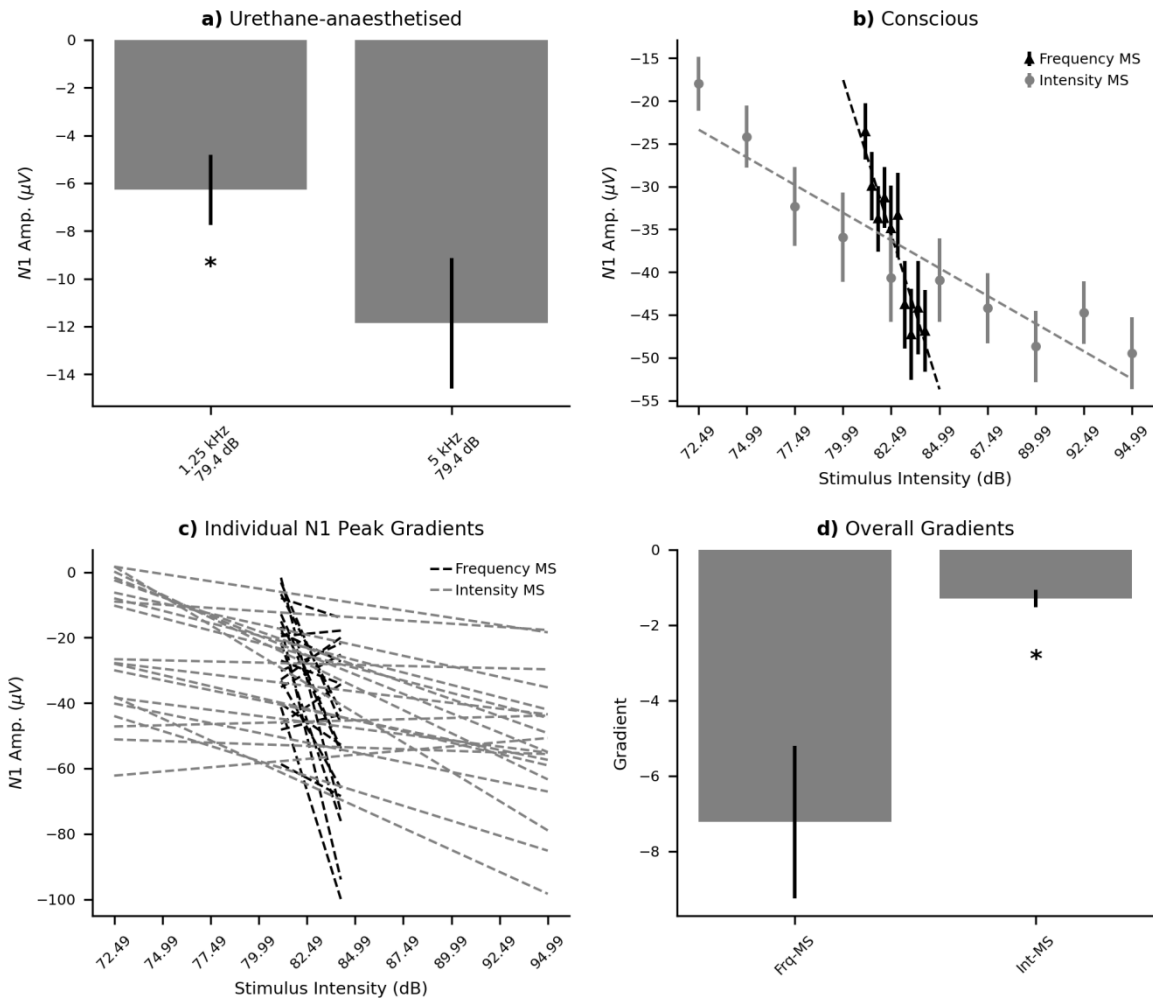 a) Urethane-anaesthetised
0
−2
−4
−6
−8
−10
−12
−14
N1 Amp. (μV)
*
1.25 kHz
79.4 dB
5 kHz
79.4 dB
b) Conscious
Frequency MS
Intensity MS
−15
−20
−25
−30
−35
−40
−45
−50
−55
N1 Amp. (μV)
72.49
74.99
77.49
79.99
82.49
84.99
87.49
89.99
92.49
94.99
Stimulus Intensity (dB)
c) Individual N1 Peak Gradients
Frequency MS
Intensity MS
0
−20
−40
−60
−80
−100
N1 Amp. (μV)
72.49
74.99
77.49
79.99
82.49
84.99
87.49
89.99
92.49
94.99
Stimulus Intensity (dB)
d) Overall Gradients
0
−2
−4
−6
−8
Gradient
*
Frq-MS
Int-MS